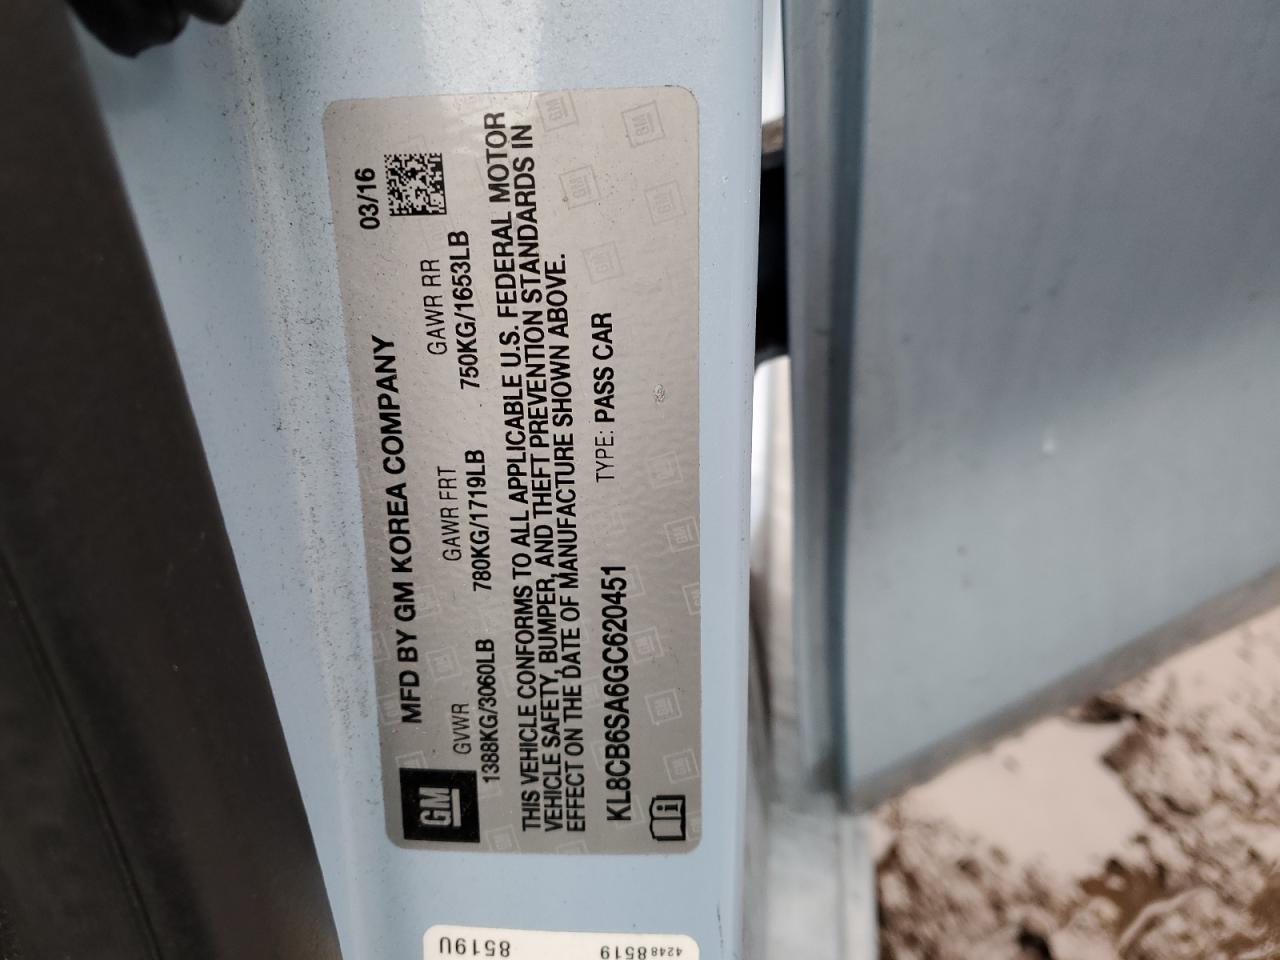 MFD BY GM KOREA COMPANY 03/16
GM
GVWR GAWR FRT GAWR RR
1388KG/3060LB 780KG/1719LB 750KG/1653LB
THIS VEHICLE CONFORMS TO ALL APPLICABLE U.S. FEDERAL MOTOR
VEHICLE SAFETY, BUMPER, AND THEFT PREVENTION STANDARDS IN
EFFECT ON THE DATE OF MANUFACTURE SHOWN ABOVE.
KL8CB6SA6GC620451 TYPE: PASS CAR
42488519
8519U